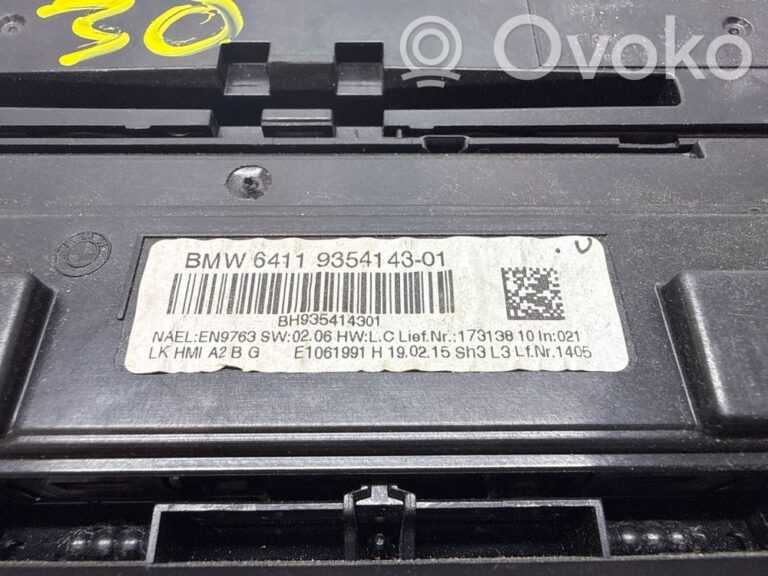 30
Ovoko
BMW 6411 9354143-01
BH935414301
NAEL:EN9763 SW:02.06 HW:L.C Lief.Nr.:173138 10 In:021
LK HMI A2 B G E1061991 H 19.02.15 Sh3 L3 Lf.Nr.1405